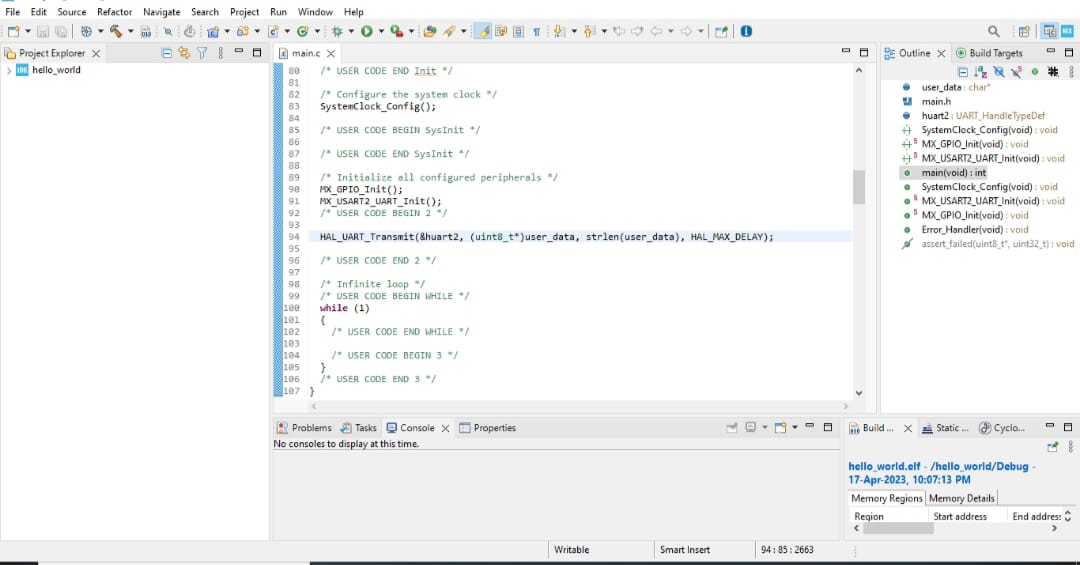 File Edit Source Refactor Navigate Search Project Run Window Help
Project Explorer
hello_world
main.c
80 /* USER CODE END Init */
81
82 /* Configure the system clock */
83 SystemClock_Config();
84
85 /* USER CODE BEGIN SysInit */
86
87 /* USER CODE END SysInit */
88
89 /* Initialize all configured peripherals */
90 MX_GPIO_Init();
91 MX_USART2_UART_Init();
92 /* USER CODE BEGIN 2 */
93
94 HAL_UART_Transmit(&huart2, (uint8_t*)user_data, strlen(user_data), HAL_MAX_DELAY);
95
96 /* USER CODE END 2 */
97
98 /* Infinite loop */
99 /* USER CODE BEGIN WHILE */
100 while (1)
101 {
102 /* USER CODE END WHILE */
103
104 /* USER CODE BEGIN 3 */
105 }
106 /* USER CODE END 3 */
107 }
Outline Build Targets
user_data : char*
main.h
huart2 : UART_HandleTypeDef
SystemClock_Config(void) : void
MX_GPIO_Init(void) : void
MX_USART2_UART_Init(void) : void
main(void) : int
SystemClock_Config(void) : void
MX_USART2_UART_Init(void) : void
MX_GPIO_Init(void) : void
Error_Handler(void) : void
assert_failed(uint8_t*, uint32_t) : void
Problems Tasks Console Properties
No consoles to display at this time.
Build ... Static ... Cyclo...
hello_world.elf - /hello_world/Debug -
17-Apr-2023, 10:07:13 PM
Memory Regions Memory Details
Region Start address End addres
Writable Smart Insert 94 : 85 : 2663